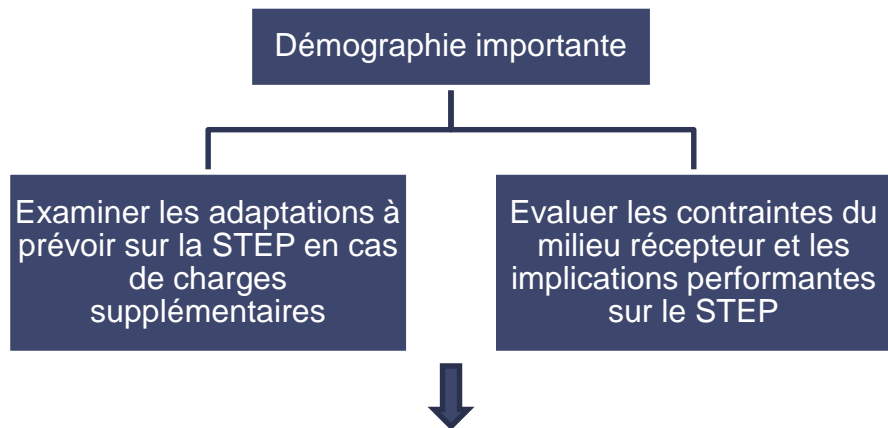 Démographie importante
Examiner les adaptations à
prévoir sur la STEP en cas
de charges
supplémentaires
Evaluer les contraintes du
milieu récepteur et les
implications performantes
sur le STEP